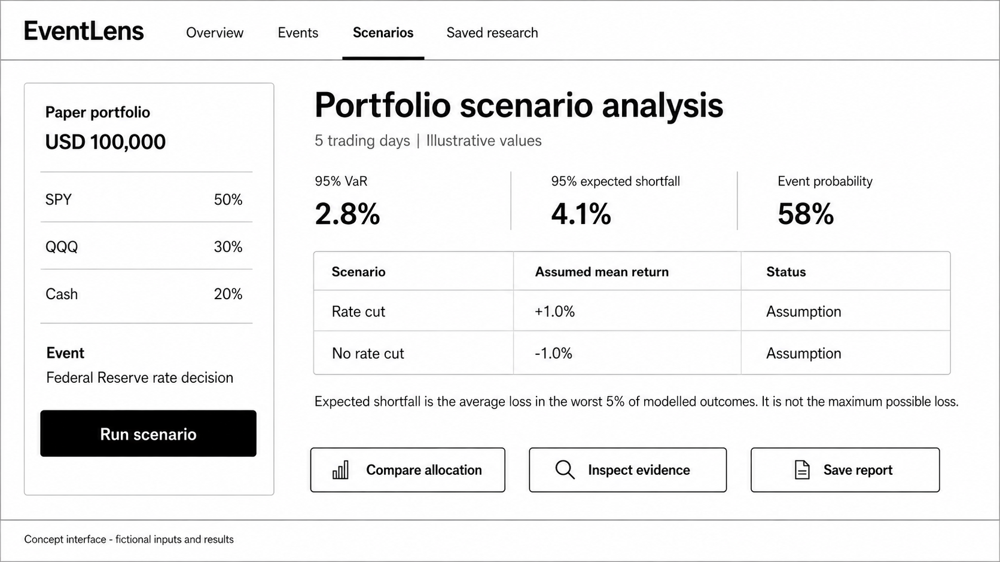 EventLens
Overview
Events
Scenarios
Saved research
Paper portfolio
USD 100,000
SPY 50%
QQQ 30%
Cash 20%
Event
Federal Reserve rate decision
Run scenario
Portfolio scenario analysis
5 trading days | Illustrative values
95% VaR
2.8%
95% expected shortfall
4.1%
Event probability
58%
Scenario Assumed mean return Status
Rate cut +1.0% Assumption
No rate cut -1.0% Assumption
Expected shortfall is the average loss in the worst 5% of modelled outcomes. It is not the maximum possible loss.
Compare allocation
Inspect evidence
Save report
Concept interface - fictional inputs and results